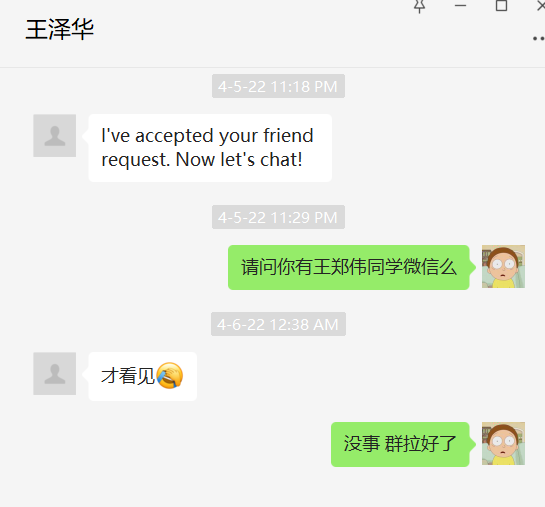 王泽华
4-5-22 11:18 PM
I've accepted your friend
request. Now let's chat!
4-5-22 11:29 PM
请问你有王郑伟同学微信么
4-6-22 12:38 AM
才看见
没事 群拉好了